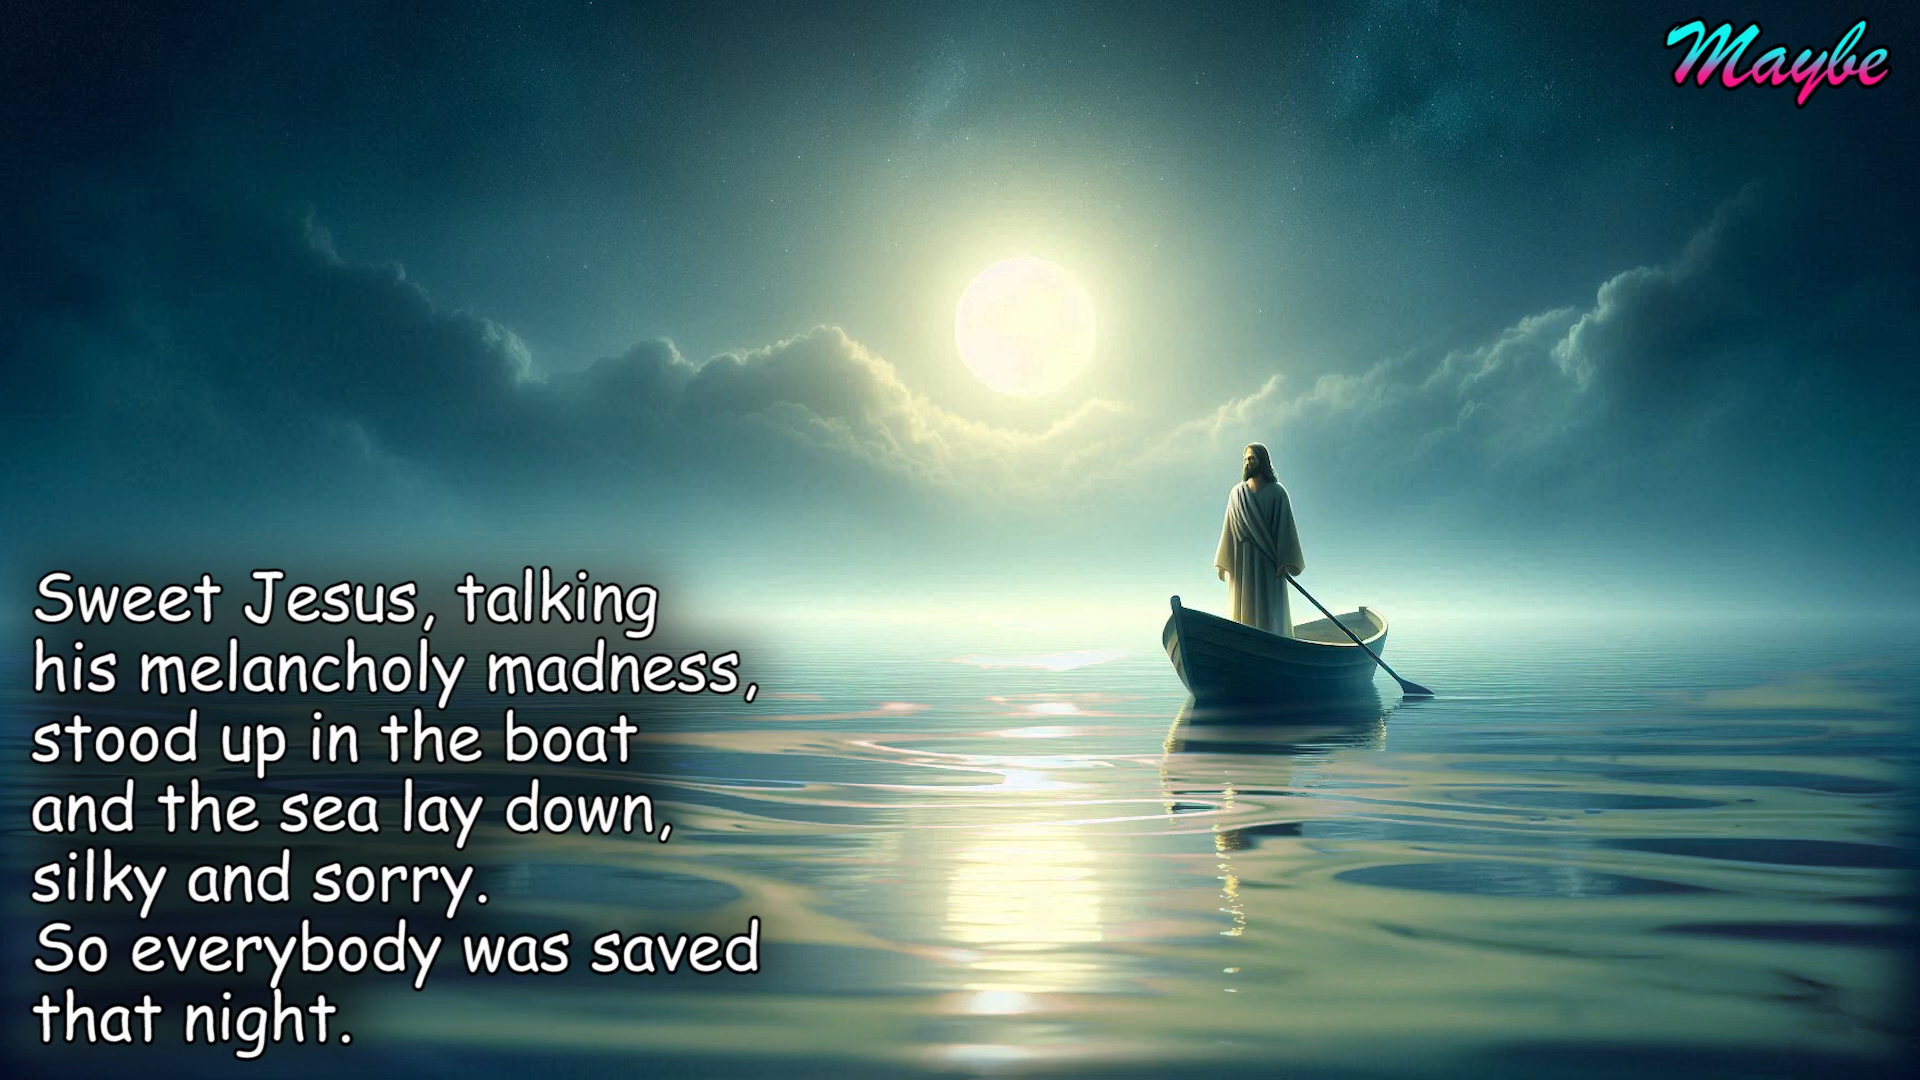 Maybe
Sweet Jesus, talking
his melancholy madness,
stood up in the boat
and the sea lay down,
silky and sorry.
So everybody was saved
that night.